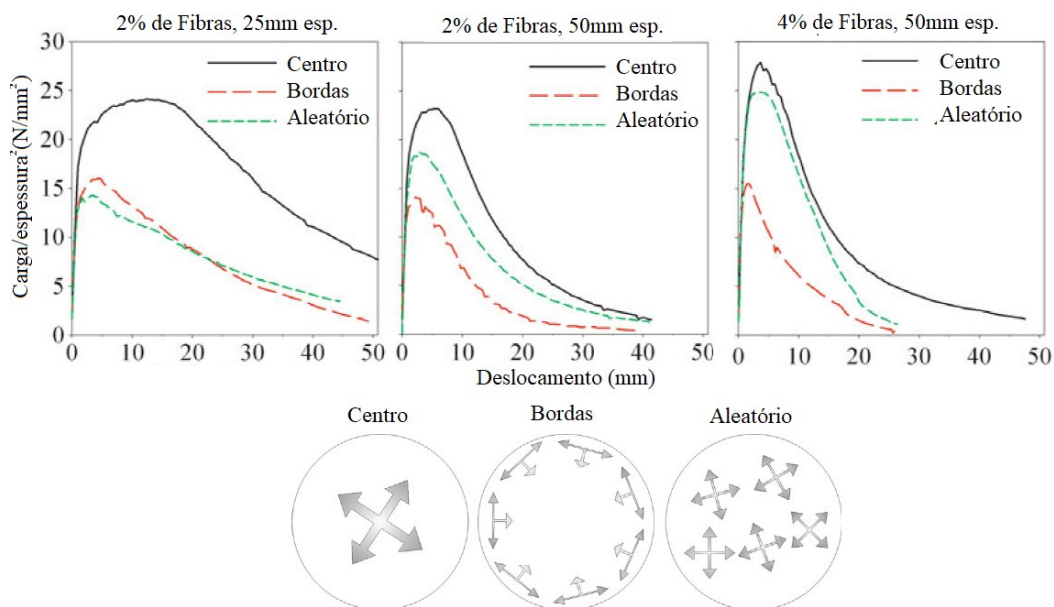 2% de Fibras, 25mm esp.
2% de Fibras, 50mm esp.
4% de Fibras, 50mm esp.
Carga/espessura²(N/mm²)
30
25
20
15
10
5
0
Centro
Bordas
Aleatório
Centro
Bordas
Aleatório
Centro
Bordas
Aleatório
0 10 20 30 40 50
0 10 20 30 40 50
0 10 20 30 40 50
Deslocamento (mm)
Centro
Bordas
Aleatório